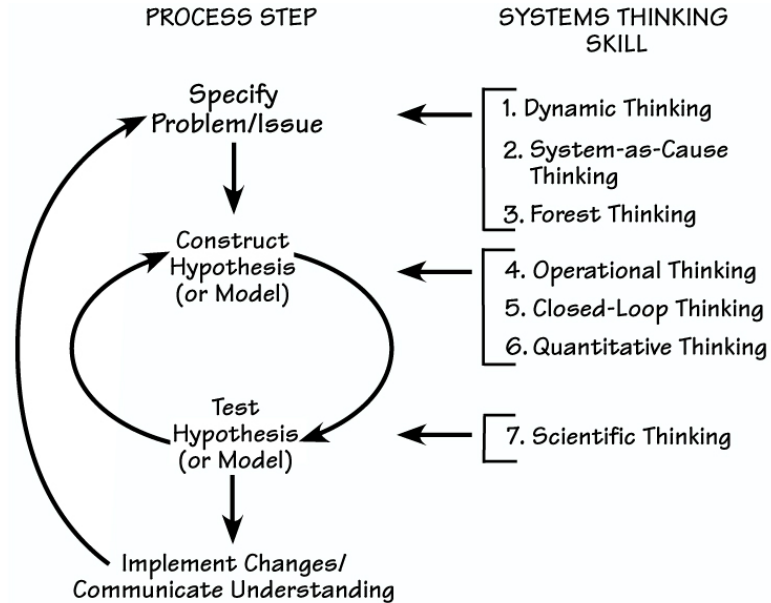 PROCESS STEP
SYSTEMS THINKING
SKILL
Specify
Problem/Issue
1. Dynamic Thinking
2. System-as-Cause
Thinking
3. Forest Thinking
Construct
Hypothesis
(or Model)
4. Operational Thinking
5. Closed-Loop Thinking
6. Quantitative Thinking
Test
Hypothesis
(or Model)
7. Scientific Thinking
Implement Changes/
Communicate Understanding